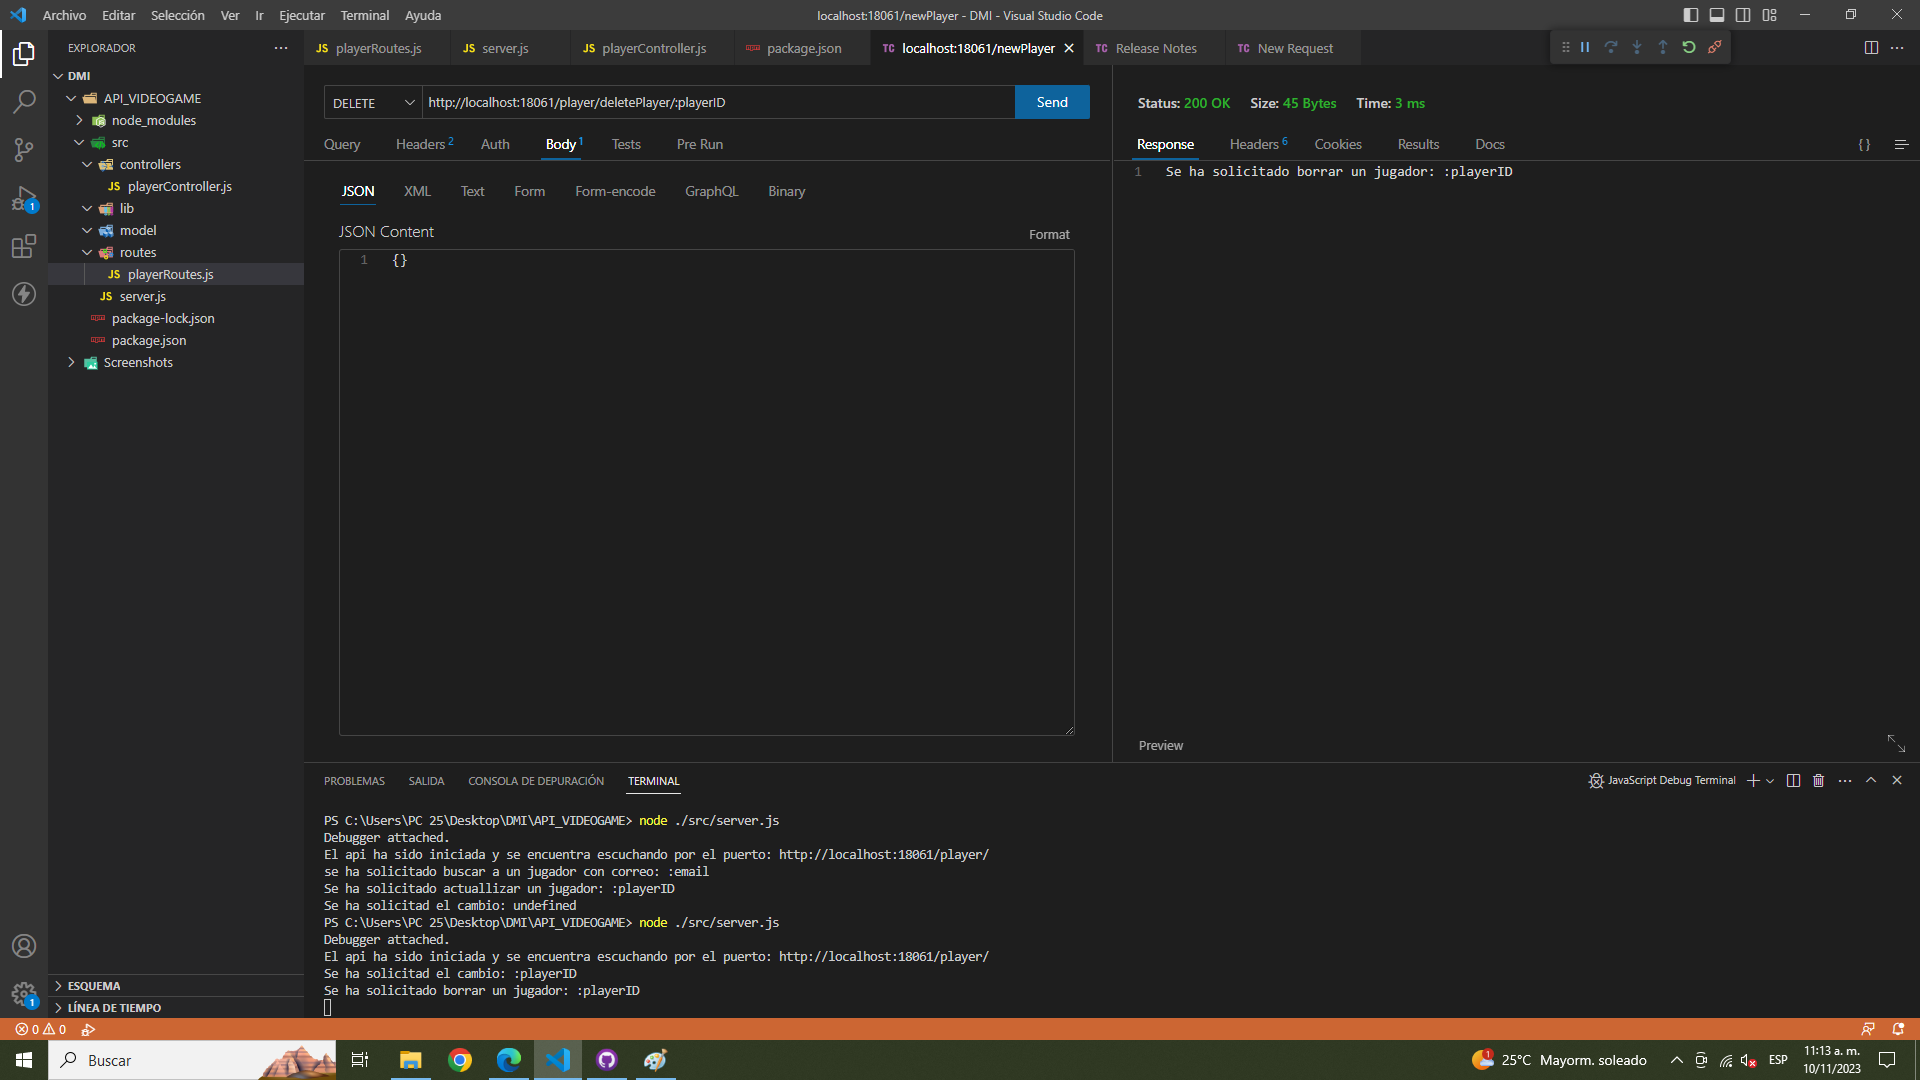 Archivo Editar Selección Ver Ir Ejecutar Terminal Ayuda
localhost:18061/newPlayer - DMI - Visual Studio Code
EXPLORADOR
DMI
API_VIDEOGAME
node_modules
src
controllers
JS playerController.js
lib
model
routes
JS playerRoutes.js
JS server.js
package-lock.json
package.json
Screenshots
ESQUEMA
LÍNEA DE TIEMPO
1
1
JS playerRoutes.js
JS server.js
JS playerController.js
package.json
TC localhost:18061/newPlayer
TC Release Notes
TC New Request
DELETE http://localhost:18061/player/deletePlayer/:playerID Send
Query Headers 2 Auth Body 1 Tests Pre Run
JSON XML Text Form Form-encode GraphQL Binary
JSON Content
Format
1 {}
Status: 200 OK Size: 45 Bytes Time: 3 ms
Response Headers 6 Cookies Results Docs
{}
1 Se ha solicitado borrar un jugador: :playerID
Preview
PROBLEMAS SALIDA CONSOLA DE DEPURACIÓN TERMINAL
JavaScript Debug Terminal
PS C:\Users\PC 25\Desktop\DMI\API_VIDEOGAME> node ./src/server.js
Debugger attached.
El api ha sido iniciada y se encuentra escuchando por el puerto: http://localhost:18061/player/
se ha solicitado buscar a un jugador con correo: :email
Se ha solicitado actuallizar un jugador: :playerID
Se ha solicitad el cambio: undefined
PS C:\Users\PC 25\Desktop\DMI\API_VIDEOGAME> node ./src/server.js
Debugger attached.
El api ha sido iniciada y se encuentra escuchando por el puerto: http://localhost:18061/player/
Se ha solicitad el cambio: :playerID
Se ha solicitado borrar un jugador: :playerID
0 0
Buscar
1
25°C Mayorm. soleado
ESP
11:13 a. m.
10/11/2023